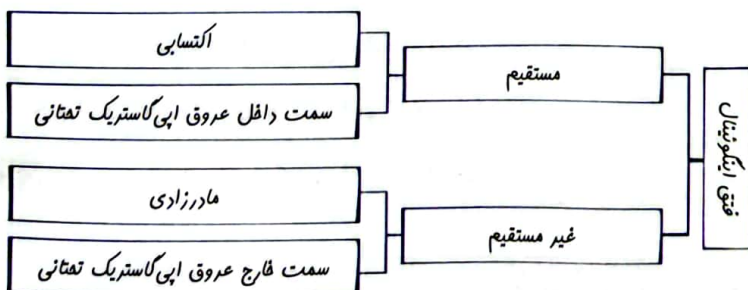 فتق اینگوئینال
مستقیم
اکتسابی
سمت داخل عروق اپی‌گاستریک تحتانی
غیر مستقیم
مادرزادی
سمت خارج عروق اپی‌گاستریک تحتانی